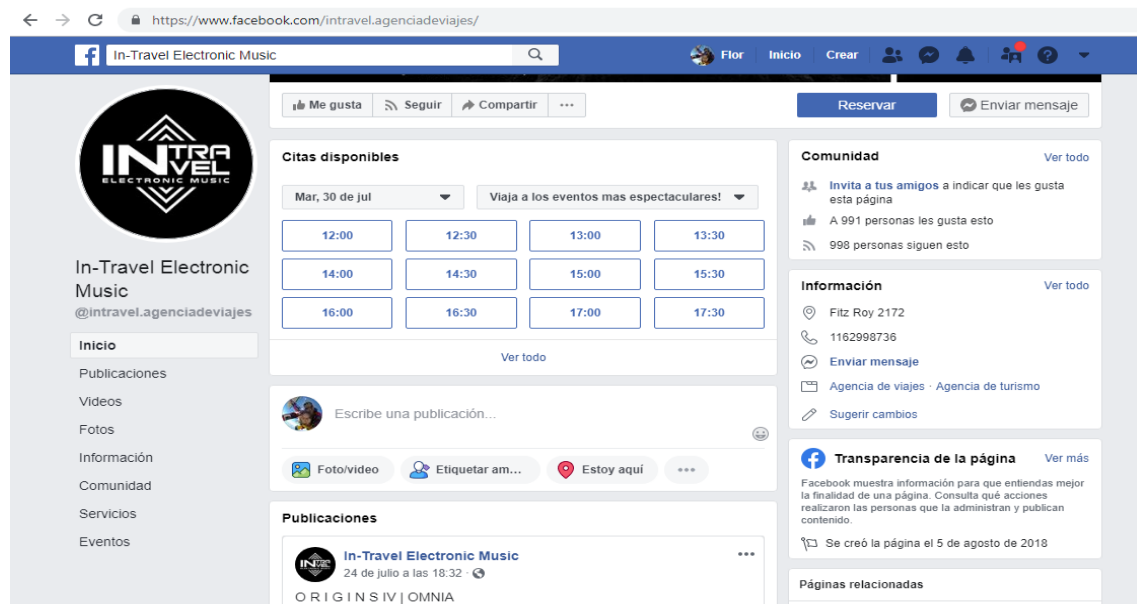 https://www.facebook.com/intravel.agenciadeviajes/
In-Travel Electronic Music
Flor Inicio Crear
Me gusta Seguir Compartir ...
Reservar Enviar mensaje
INTRAVEL
ELECTRONIC MUSIC
In-Travel Electronic
Music
@intravel.agenciadeviajes
Inicio
Publicaciones
Videos
Fotos
Información
Comunidad
Servicios
Eventos
Citas disponibles
Mar, 30 de jul Viaja a los eventos mas espectaculares!
12:00 12:30 13:00 13:30
14:00 14:30 15:00 15:30
16:00 16:30 17:00 17:30
Ver todo
Escribe una publicación...
Foto/video Etiquetar am... Estoy aquí ...
Publicaciones
In-Travel Electronic Music ...
24 de julio a las 18:32 ·
O R I G I N S IV | OMNIA
Comunidad Ver todo
Invita a tus amigos a indicar que les gusta
esta página
A 991 personas les gusta esto
998 personas siguen esto
Información Ver todo
Fitz Roy 2172
1162998736
Enviar mensaje
Agencia de viajes · Agencia de turismo
Sugerir cambios
Transparencia de la página Ver más
Facebook muestra información para que entiendas mejor
la finalidad de una página. Consulta qué acciones
realizaron las personas que la administran y publican
contenido.
Se creó la página el 5 de agosto de 2018
Páginas relacionadas